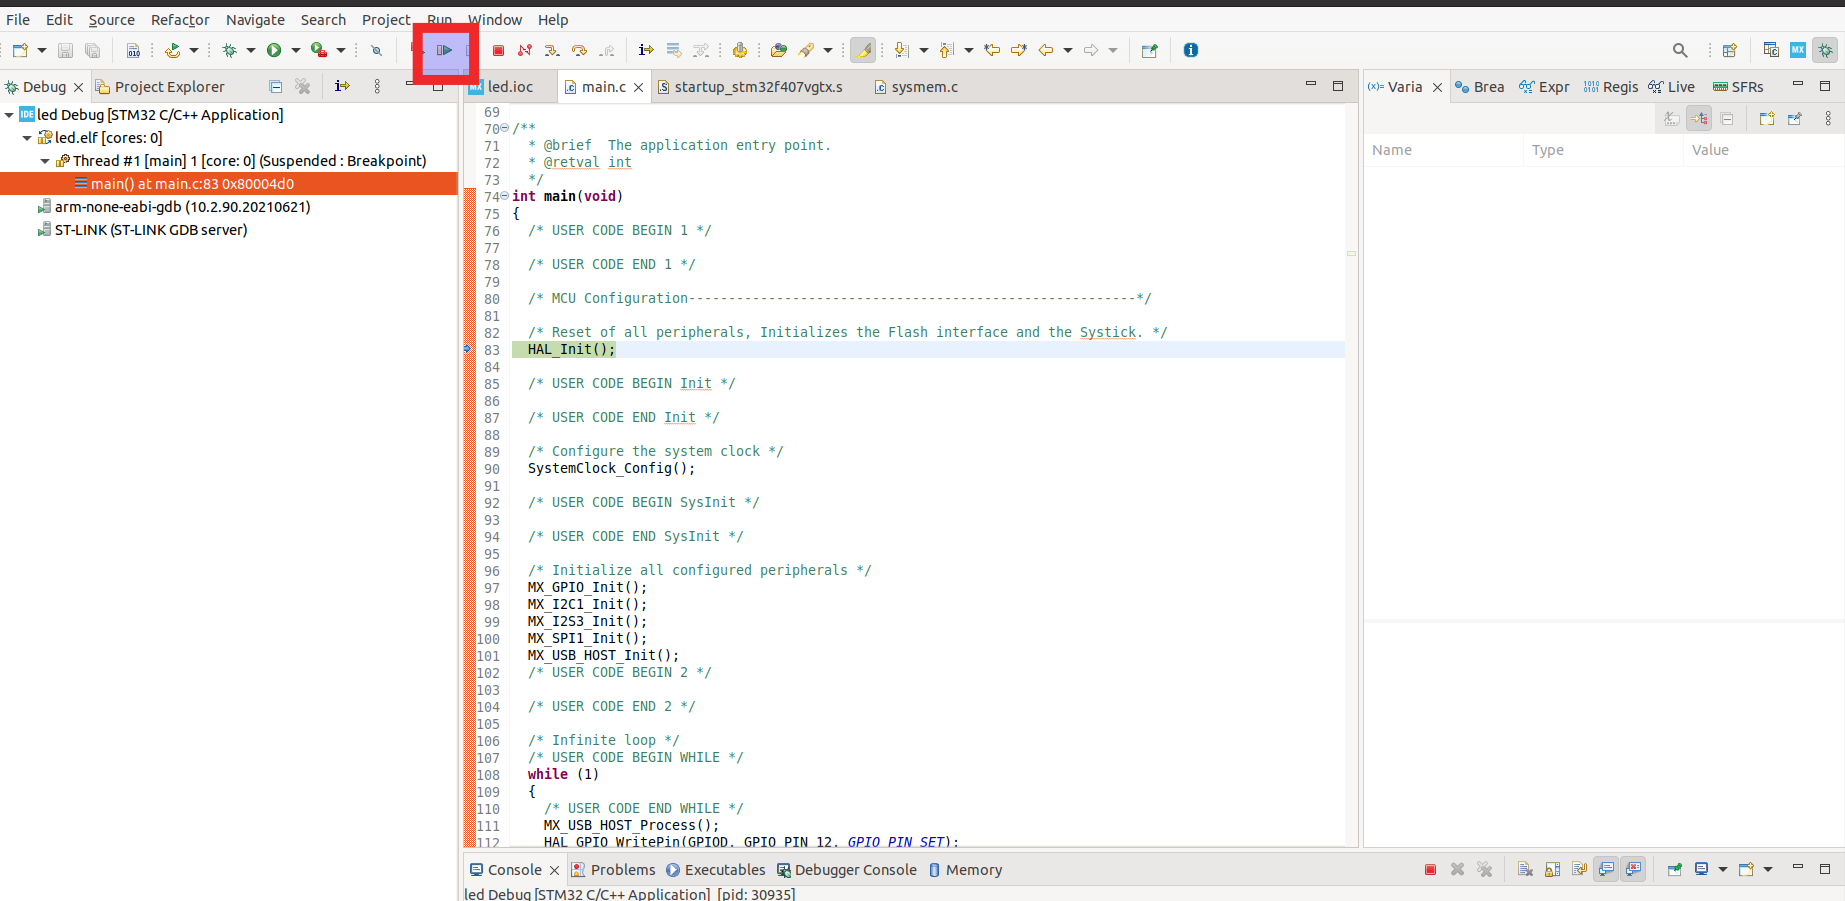 File Edit Source Refactor Navigate Search Project Run Window Help
010
MX
Debug Project Explorer
MX led.ioc main.c startup_stm32f407vgtx.s sysmem.c
(x)= Varia Brea Expr 1010 0101 Regis Live SFRs
IDE led Debug [STM32 C/C++ Application]
led.elf [cores: 0]
Thread #1 [main] 1 [core: 0] (Suspended : Breakpoint)
main() at main.c:83 0x80004d0
arm-none-eabi-gdb (10.2.90.20210621)
ST-LINK (ST-LINK GDB server)
69
70 /**
71 * @brief  The application entry point.
72 * @retval int
73 */
74 int main(void)
75 {
76 /* USER CODE BEGIN 1 */
77
78 /* USER CODE END 1 */
79
80 /* MCU Configuration--------------------------------------------------------*/
81
82 /* Reset of all peripherals, Initializes the Flash interface and the Systick. */
83 HAL_Init();
84
85 /* USER CODE BEGIN Init */
86
87 /* USER CODE END Init */
88
89 /* Configure the system clock */
90 SystemClock_Config();
91
92 /* USER CODE BEGIN SysInit */
93
94 /* USER CODE END SysInit */
95
96 /* Initialize all configured peripherals */
97 MX_GPIO_Init();
98 MX_I2C1_Init();
99 MX_I2S3_Init();
100 MX_SPI1_Init();
101 MX_USB_HOST_Init();
102 /* USER CODE BEGIN 2 */
103
104 /* USER CODE END 2 */
105
106 /* Infinite loop */
107 /* USER CODE BEGIN WHILE */
108 while (1)
109 {
110 /* USER CODE END WHILE */
111 MX_USB_HOST_Process();
112 HAL_GPIO_WritePin(GPIOD, GPIO_PIN_12, GPIO_PIN_SET);
Name Type Value
Console Problems Executables Debugger Console Memory
led Debug [STM32 C/C++ Application] [pid: 30935]